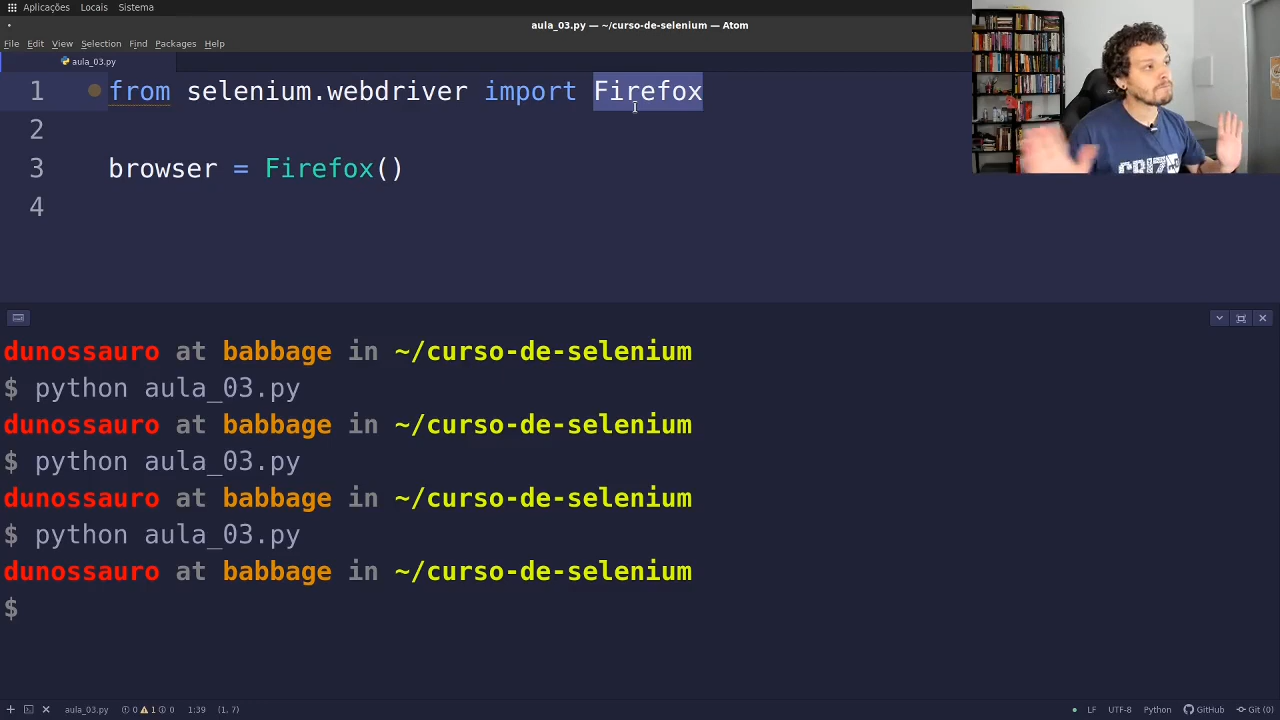 Aplicações Locais Sistema
aula_03.py — ~/curso-de-selenium — Atom
File Edit View Selection Find Packages Help
aula_03.py
1 from selenium.webdriver import Firefox
2
3 browser = Firefox()
4
dunossauro at babbage in ~/curso-de-selenium
$ python aula_03.py
dunossauro at babbage in ~/curso-de-selenium
$ python aula_03.py
dunossauro at babbage in ~/curso-de-selenium
$ python aula_03.py
dunossauro at babbage in ~/curso-de-selenium
$
aula_03.py 0 1 0 1:39 (1, 7) LF UTF-8 Python GitHub Git (0)